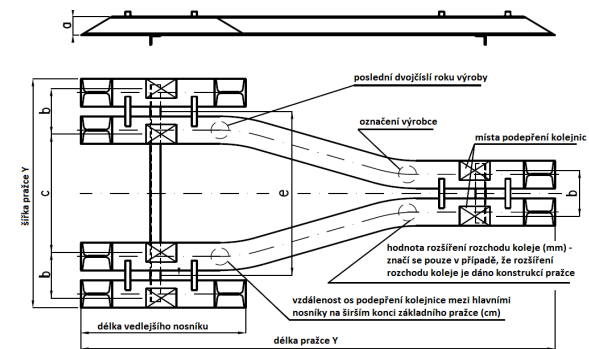 a
poslední dvojčíslí roku výroby
označení výrobce
místa podepření kolejnic
b
šířka pražce Y
c
e
b
b
hodnota rozšíření rozchodu koleje (mm) -
značí se pouze v případě, že rozšíření
rozchodu koleje je dáno konstrukcí pražce
vzdálenost os podepření kolejnice mezi hlavními
nosníky na širším konci základního pražce (cm)
délka vedlejšího nosníku
délka pražce Y